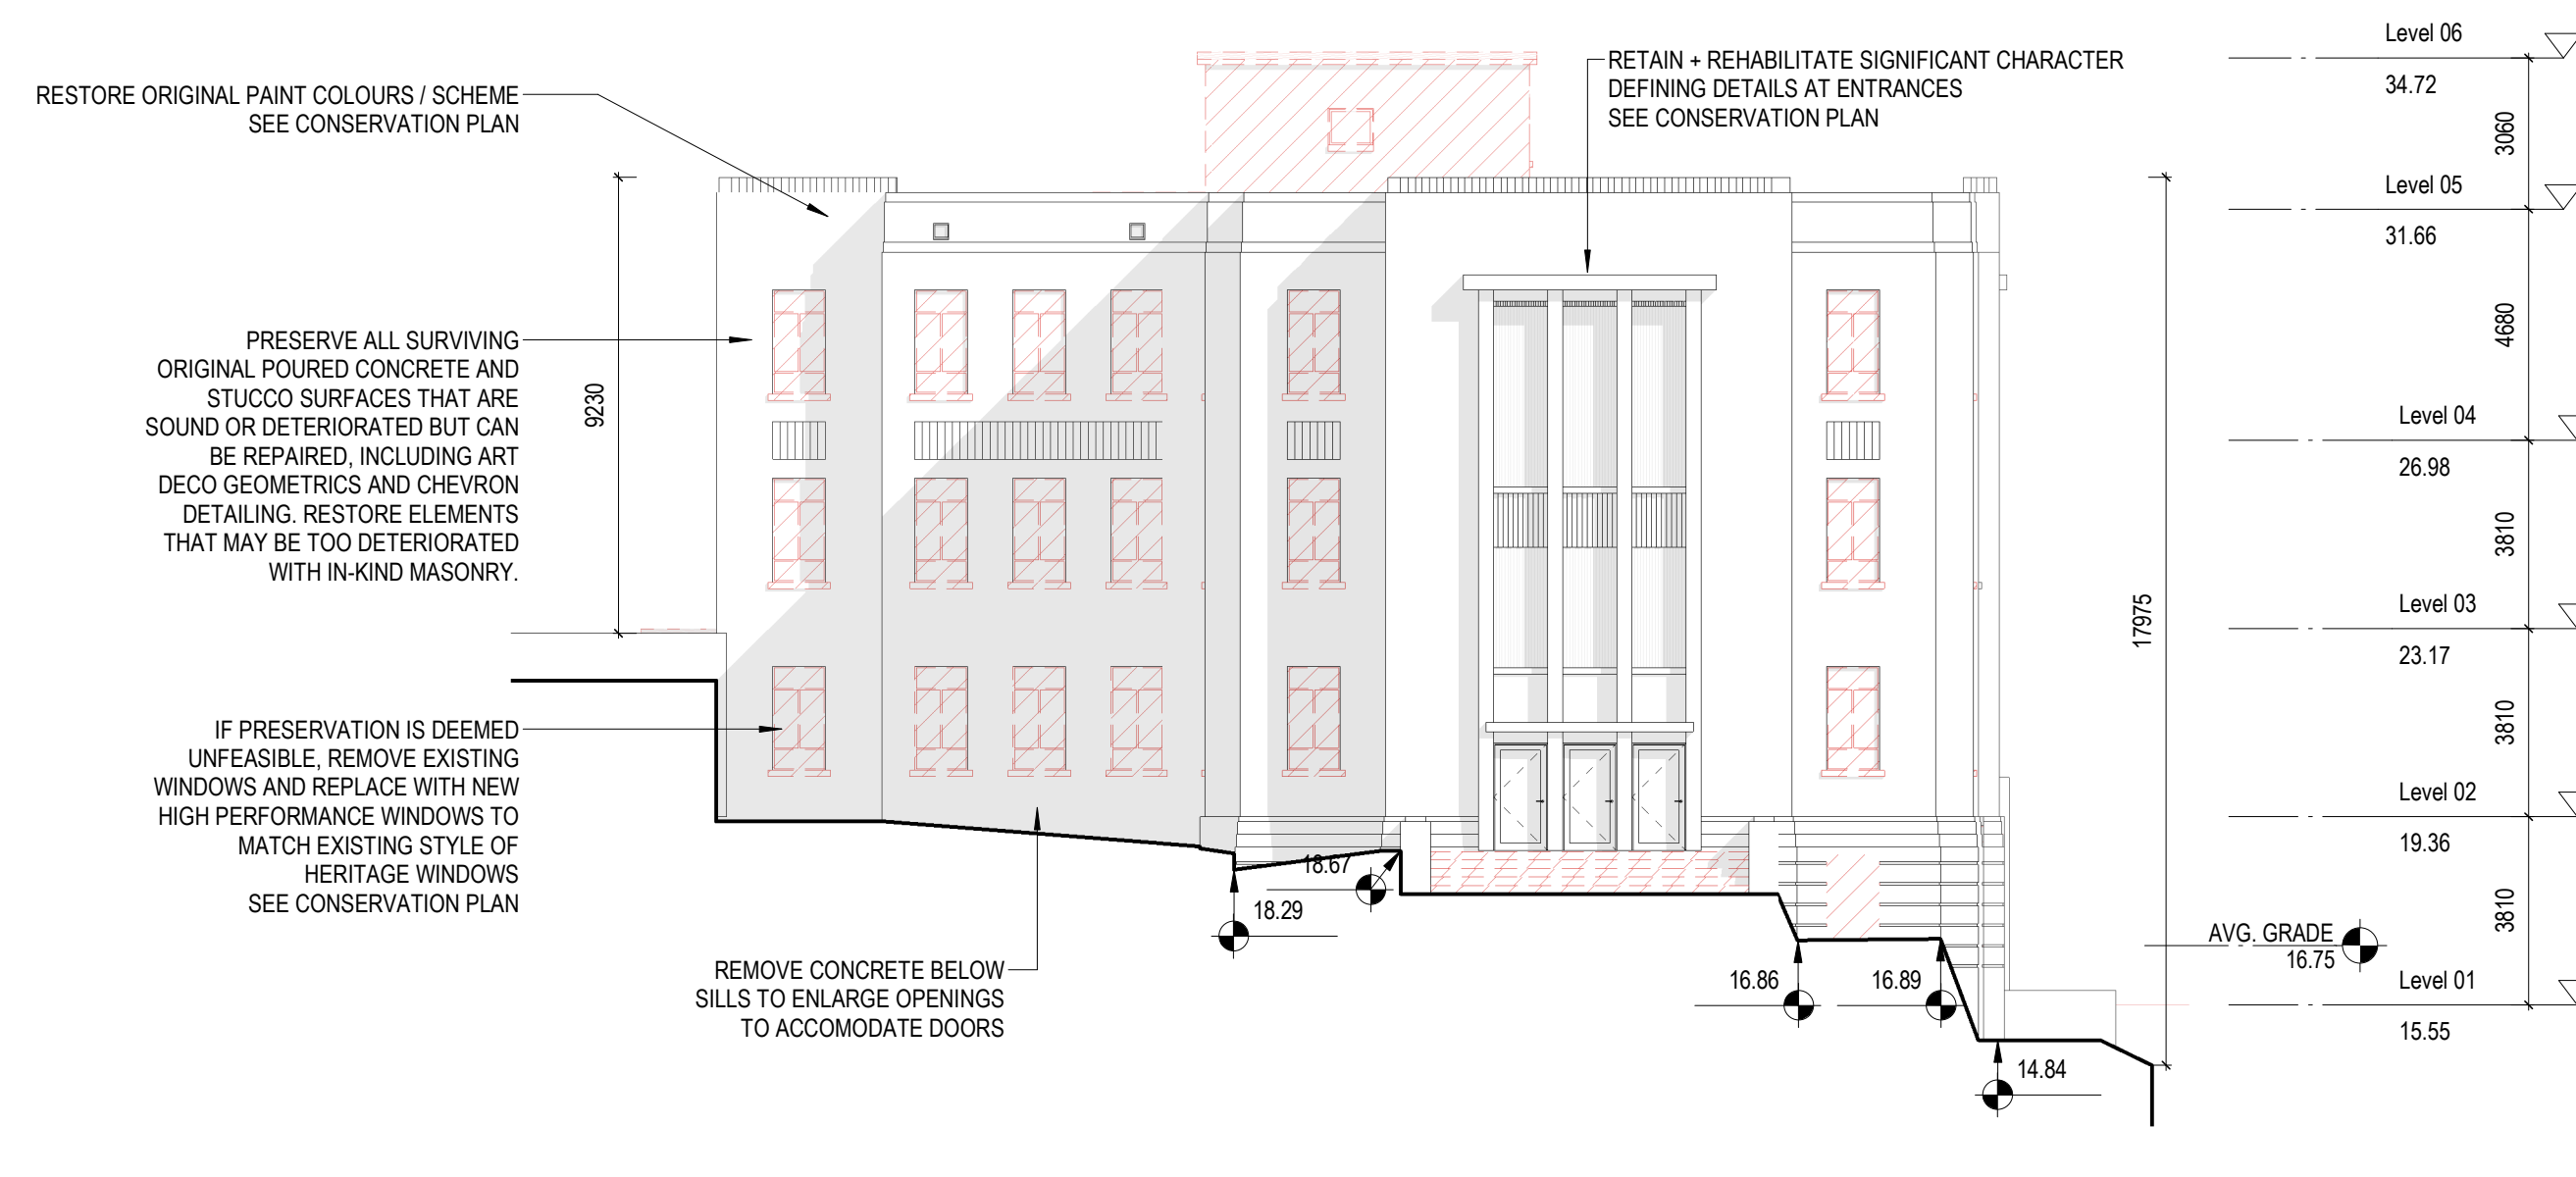 RESTORE ORIGINAL PAINT COLOURS / SCHEME
SEE CONSERVATION PLAN
RETAIN + REHABILITATE SIGNIFICANT CHARACTER
DEFINING DETAILS AT ENTRANCES
SEE CONSERVATION PLAN
PRESERVE ALL SURVIVING
ORIGINAL POURED CONCRETE AND
STUCCO SURFACES THAT ARE
SOUND OR DETERIORATED BUT CAN
BE REPAIRED, INCLUDING ART
DECO GEOMETRICS AND CHEVRON
DETAILING. RESTORE ELEMENTS
THAT MAY BE TOO DETERIORATED
WITH IN-KIND MASONRY.
9230
IF PRESERVATION IS DEEMED
UNFEASIBLE, REMOVE EXISTING
WINDOWS AND REPLACE WITH NEW
HIGH PERFORMANCE WINDOWS TO
MATCH EXISTING STYLE OF
HERITAGE WINDOWS
SEE CONSERVATION PLAN
REMOVE CONCRETE BELOW
SILLS TO ENLARGE OPENINGS
TO ACCOMODATE DOORS
18.67
18.29
16.86
16.89
14.84
17975
AVG. GRADE
16.75
Level 06
34.72
3060
Level 05
31.66
4680
Level 04
26.98
3810
Level 03
23.17
3810
Level 02
19.36
3810
Level 01
15.55